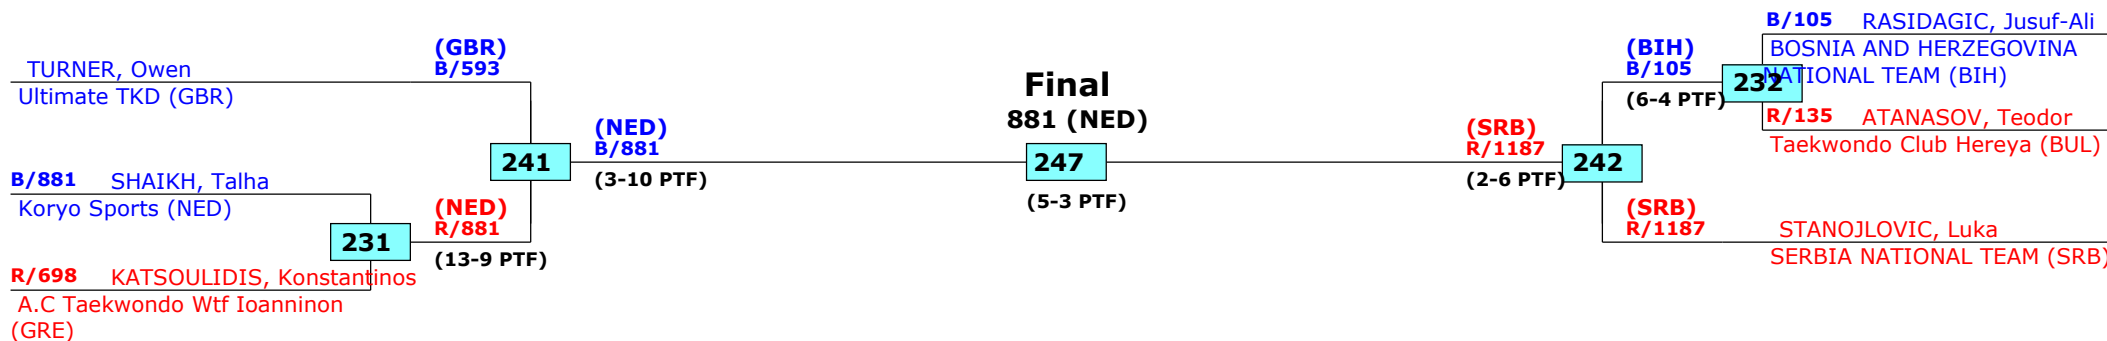 TURNER, Owen
Ultimate TKD (GBR)
(GBR)
B/593
B/881 SHAIKH, Talha
Koryo Sports (NED)
231
R/698 KATSOULIDIS, Konstantinos
A.C Taekwondo Wtf Ioanninon
(GRE)
(NED)
R/881
(13-9 PTF)
241
(NED)
B/881
(3-10 PTF)
Final
881 (NED)
247
(5-3 PTF)
(SRB)
R/1187
(2-6 PTF)
242
(BIH)
B/105
(6-4 PTF)
232
B/105 RASIDAGIC, Jusuf-Ali
BOSNIA AND HERZEGOVINA
NATIONAL TEAM (BIH)
R/135 ATANASOV, Teodor
Taekwondo Club Hereya (BUL)
(SRB)
R/1187
STANOJLOVIC, Luka
SERBIA NATIONAL TEAM (SRB)